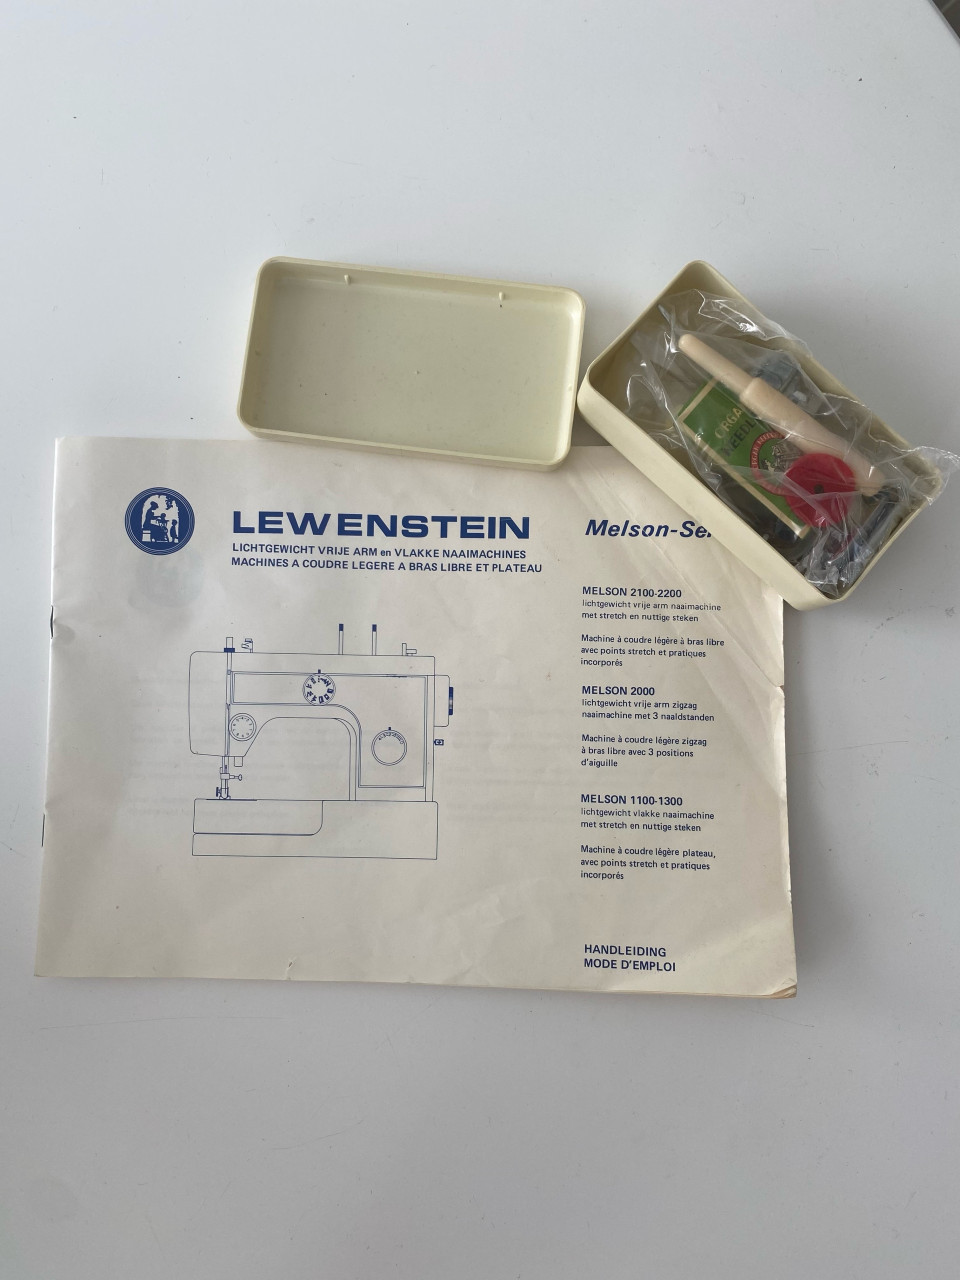 LEWENSTEIN
LICHTGEWICHT VRIJE ARM en VLAKKE NAAIMACHINES
MACHINES A COUDRE LEGERE A BRAS LIBRE ET PLATEAU
MELSON 2100-2200
lichtgewicht vrije arm naaimachine
met stretch en nuttige steken
Machine à coudre légère à bras libre
avec points stretch et pratiques
incorporés
MELSON 2000
lichtgewicht vrije arm zigzag
naaimachine met 3 naaldstanden
Machine à coudre légère zigzag
à bras libre avec 3 positions
d'aiguille
MELSON 1100-1300
lichtgewicht vlakke naaimachine
met stretch en nuttige steken
Machine à coudre légère plateau,
avec points stretch et pratiques
incorporés
HANDLEIDING
MODE D'EMPLOI